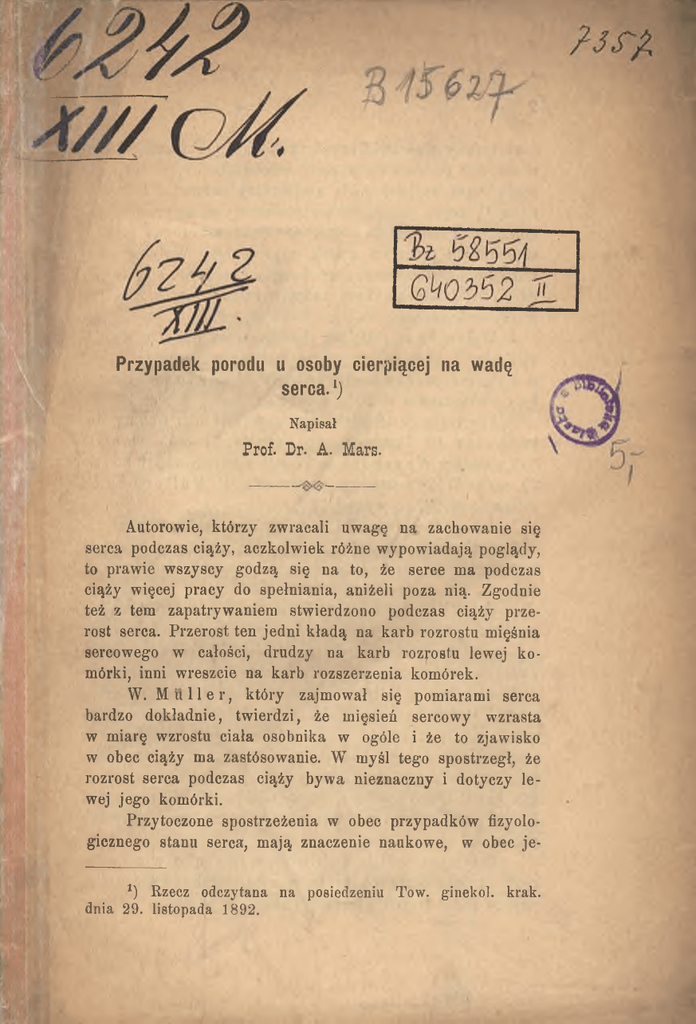 6242
XIII M.
7357
B 15627
6242
XIII.
Bz 58551
640352 II
Przypadek porodu u osoby cierpiącej na wadę
serca.¹)
Napisał
Prof. Dr. A. Mars.
Biblioteka
Śląska
5,-
Autorowie, którzy zwracali uwagę na zachowanie się
serca podczas ciąży, aczkolwiek różne wypowiadają poglądy,
to prawie wszyscy godzą się na to, że serce ma podczas
ciąży więcej pracy do spełniania, aniżeli poza nią. Zgodnie
też z tem zapatrywaniem stwierdzono podczas ciąży prze-
rost serca. Przerost ten jedni kładą na karb rozrostu mięśnia
sercowego w całości, drudzy na karb rozrostu lewej ko-
mórki, inni wreszcie na karb rozszerzenia komórek.
W. Müller, który zajmował się pomiarami serca
bardzo dokładnie, twierdzi, że mięsień sercowy wzrasta
w miarę wzrostu ciała osobnika w ogóle i że to zjawisko
w obec ciąży ma zastósowanie. W myśl tego spostrzegł, że
rozrost serca podczas ciąży bywa nieznaczny i dotyczy le-
wej jego komórki.
Przytoczone spostrzeżenia w obec przypadków fizyolo-
gicznego stanu serca, mają znaczenie naukowe, w obec je-
¹) Rzecz odczytana na posiedzeniu Tow. ginekol. krak.
dnia 29. listopada 1892.